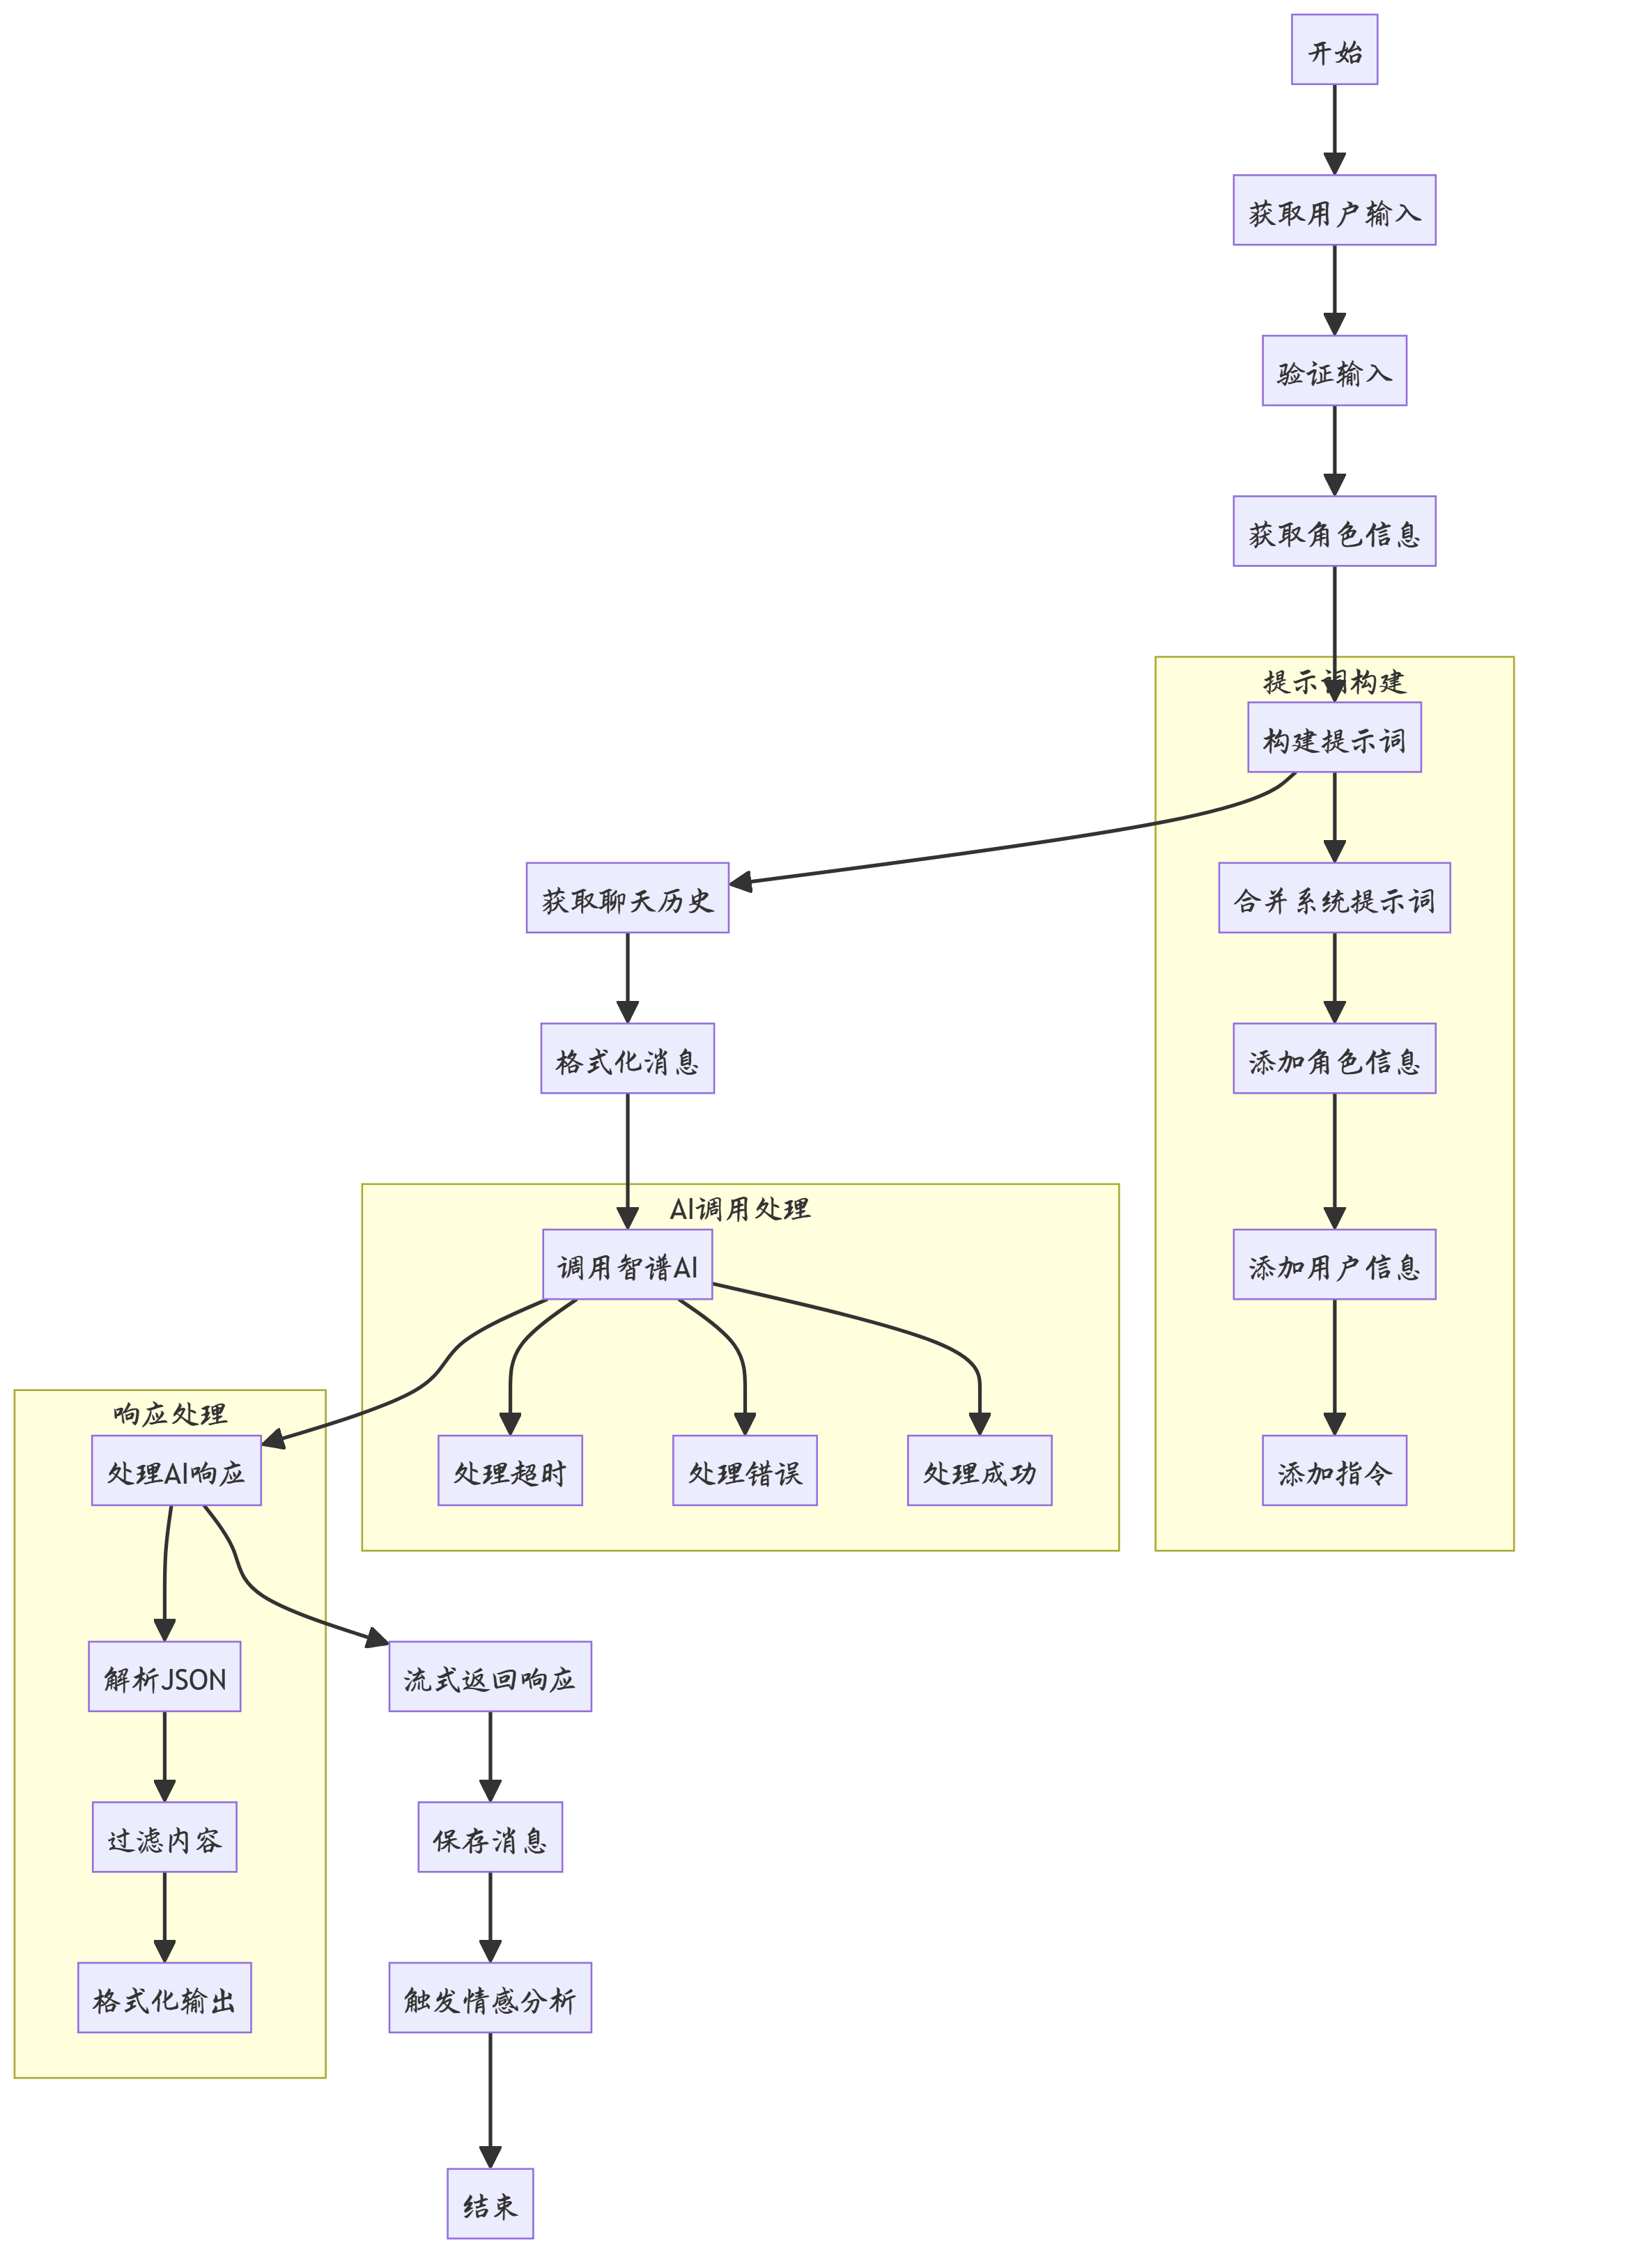 开始
获取用户输入
验证输入
获取角色信息
提示词构建
构建提示词
获取聊天历史
合并系统提示词
格式化消息
添加角色信息
AI调用处理
调用智谱AI
添加用户信息
响应处理
处理AI响应
处理超时
处理错误
处理成功
添加指令
解析JSON
流式返回响应
过滤内容
保存消息
格式化输出
触发情感分析
结束